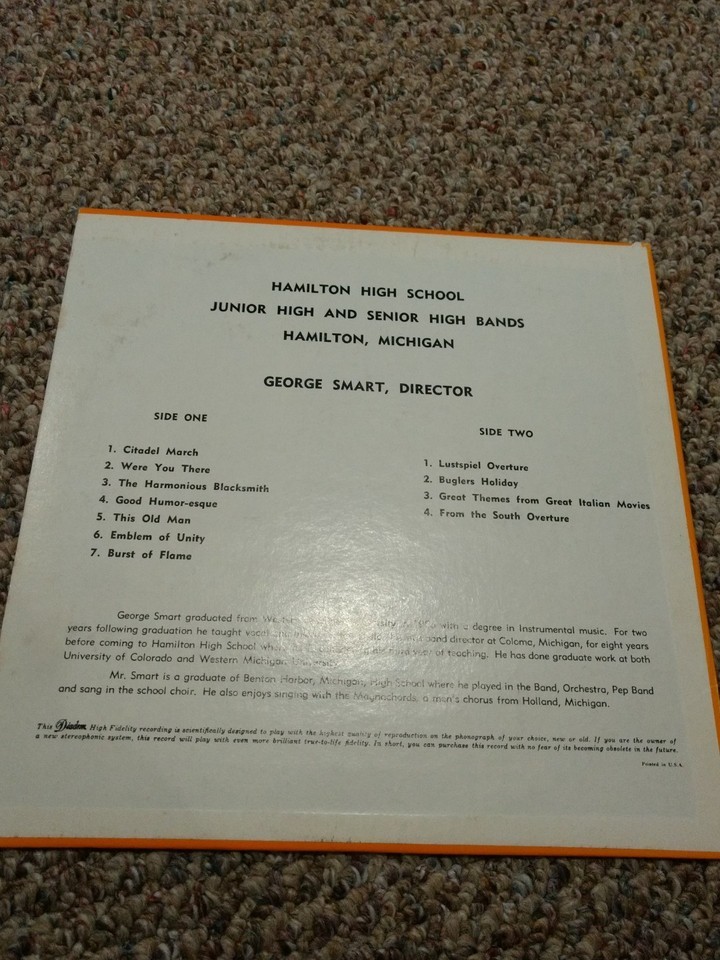 HAMILTON HIGH SCHOOL
JUNIOR HIGH AND SENIOR HIGH BANDS
HAMILTON, MICHIGAN
GEORGE SMART, DIRECTOR
SIDE ONE
1. Citadel March
2. Were You There
3. The Harmonious Blacksmith
4. Good Humor-esque
5. This Old Man
6. Emblem of Unity
7. Burst of Flame
SIDE TWO
1. Lustspiel Overture
2. Buglers Holiday
3. Great Themes from Great Italian Movies
4. From the South Overture
George Smart graduated from with a degree in Instrumental music. For two
years following graduation he taught vocal band director at Coloma, Michigan, for eight years
before coming to Hamilton High School year of teaching. He has done graduate work at both
University of Colorado and Western Michigan
Mr. Smart is a graduate of Benton Harbor, Michigan, High School where he played in the Band, Orchestra, Pep Band
and sang in the school choir. He also enjoys singing with the Magnachords, a men's chorus from Holland, Michigan.
This Diadem High Fidelity recording is scientifically designed to play with the highest quality of reproduction on the phonograph of your choice, new or old. If you are the owner of
a new stereophonic system, this record will play with even more brilliant true-to-life fidelity. In short, you can purchase this record with no fear of its becoming obsolete in the future.
Printed in U.S.A.